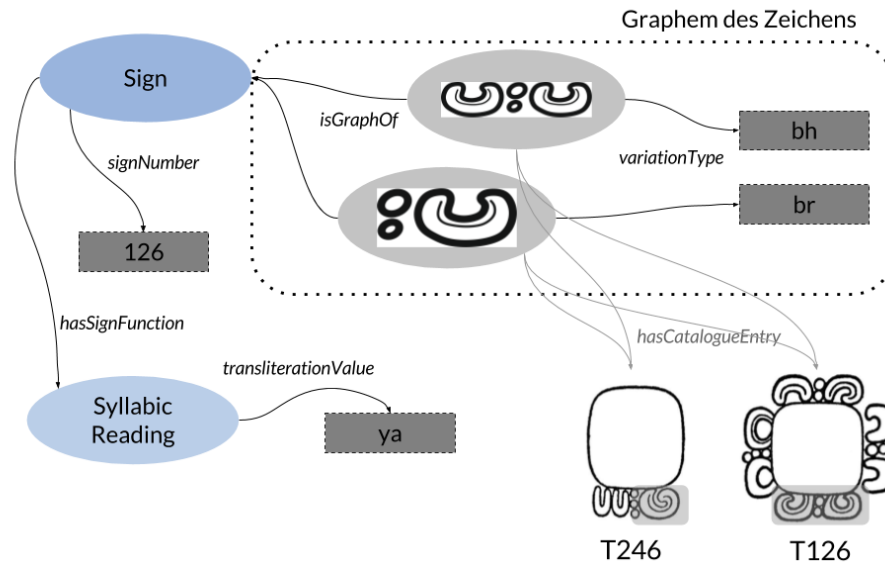 Graphem des Zeichens
Sign
isGraphOf
bh
variationType
signNumber
br
126
hasSignFunction
hasCatalogueEntry
transliterationValue
Syllabic
Reading
ya
T246
T126